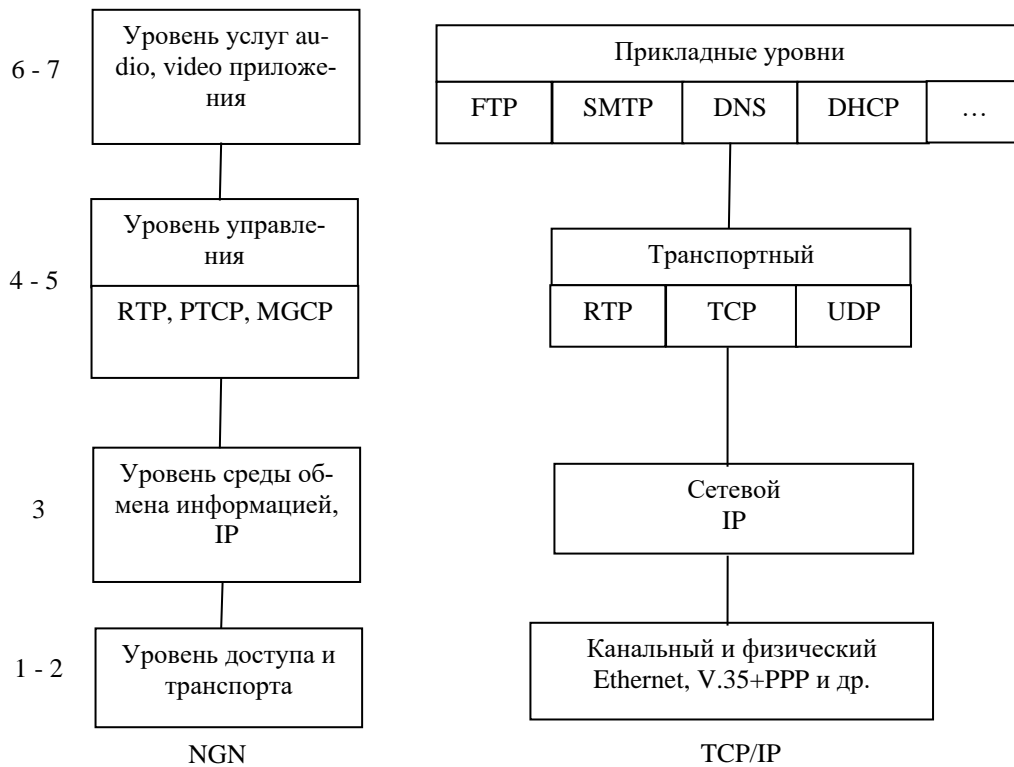 6 - 7
Уровень услуг au-
dio, video приложе-
ния
Прикладные уровни
FTP
SMTP
DNS
DHCP
…
4 - 5
Уровень управле-
ния
RTP, PTCP, MGCP
Транспортный
RTP
TCP
UDP
3
Уровень среды об-
мена информацией,
IP
Сетевой
IP
1 - 2
Уровень доступа и
транспорта
Канальный и физический
Ethernet, V.35+PPP и др.
NGN
TCP/IP